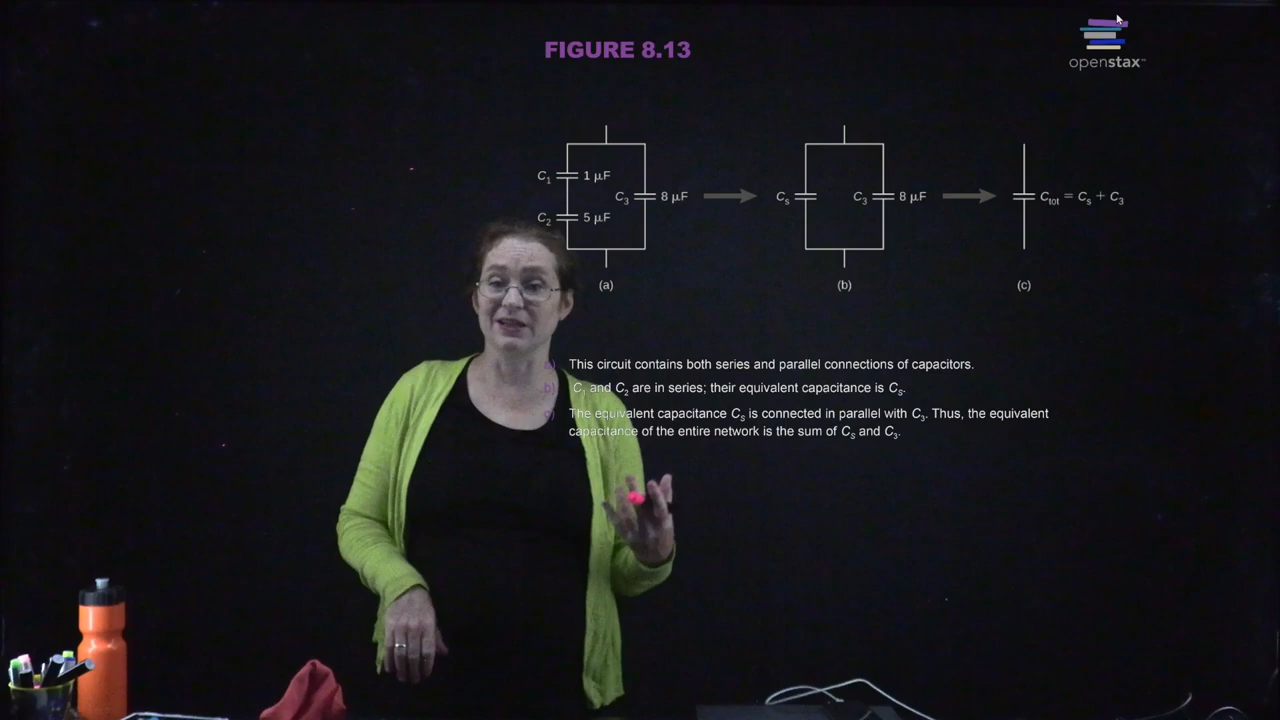 FIGURE 8.13
openstax™
C1 1 μF
C2 5 μF
C3 8 μF
(a)
Cs
C3 8 μF
(b)
Ctot = Cs + C3
(c)
a) This circuit contains both series and parallel connections of capacitors.
b) C1 and C2 are in series; their equivalent capacitance is CS.
c) The equivalent capacitance CS is connected in parallel with C3. Thus, the equivalent
capacitance of the entire network is the sum of CS and C3.